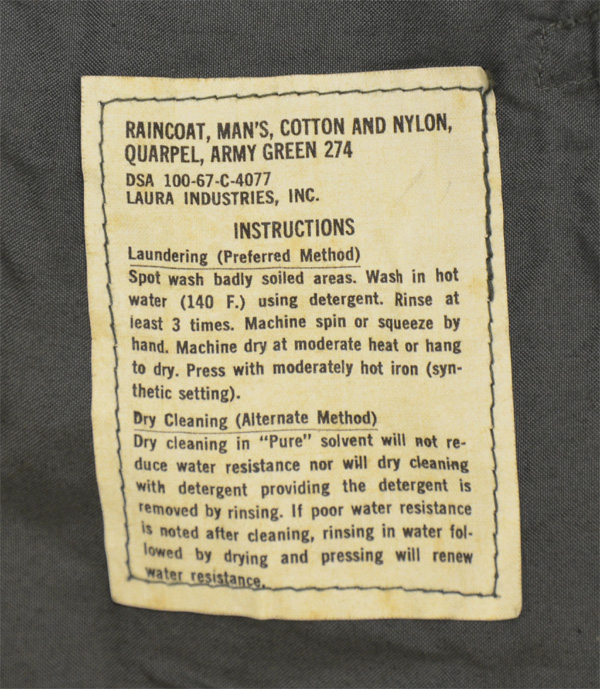 RAINCOAT, MAN'S, COTTON AND NYLON,
QUARPEL, ARMY GREEN 274
DSA 100-67-C-4077
LAURA INDUSTRIES, INC.
INSTRUCTIONS
Laundering (Preferred Method)
Spot wash badly soiled areas. Wash in hot
water (140 F.) using detergent. Rinse at
least 3 times. Machine spin or squeeze by
hand. Machine dry at moderate heat or hang
to dry. Press with moderately hot iron (syn-
thetic setting).
Dry Cleaning (Alternate Method)
Dry cleaning in "Pure" solvent will not re-
duce water resistance nor will dry cleaning
with detergent providing the detergent is
removed by rinsing. If poor water resistance
is noted after cleaning, rinsing in water fol-
lowed by drying and pressing will renew
water resistance.